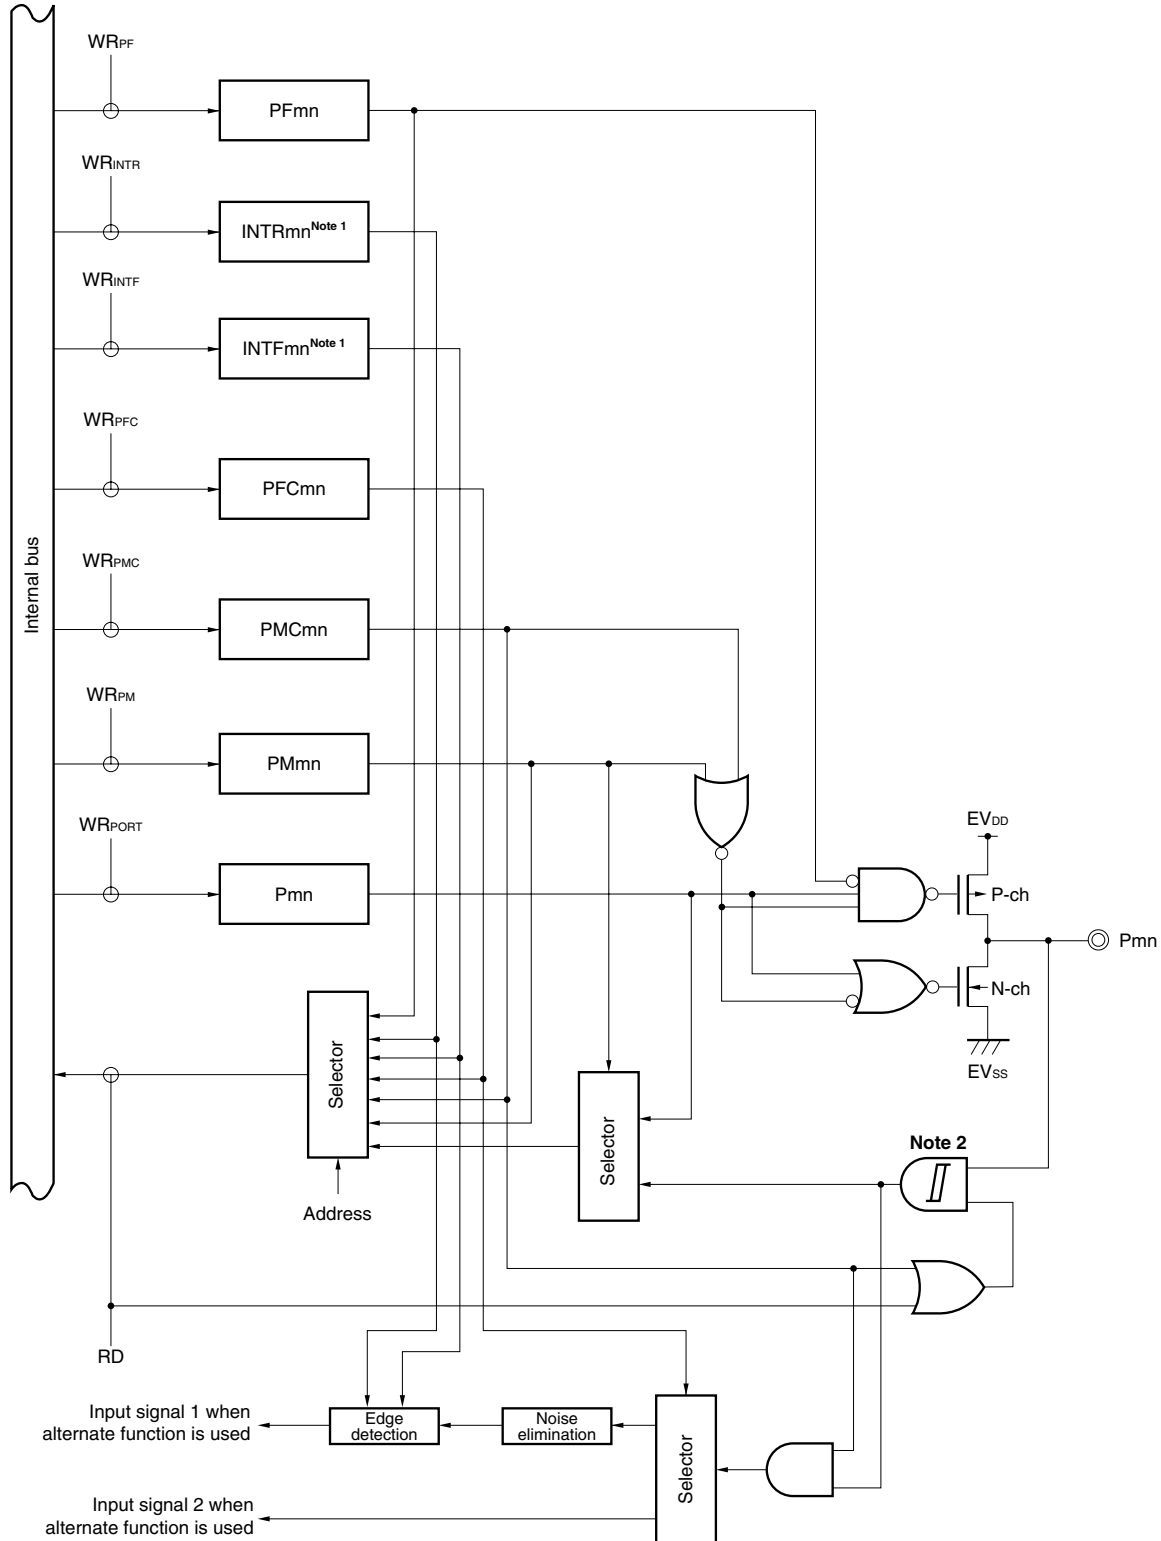 WRPF
PFmn
WRINTR
INTRmnNote 1
WRINTF
INTFmnNote 1
WRPFC
PFCmn
Internal bus
WRPMC
PMCmn
WRPM
PMmn
WRPORT
Pmn
EVDD
P-ch
Pmn
N-ch
EVSS
Selector
Selector
Note 2
Address
RD
Input signal 1 when
alternate function is used
Edge
detection
Noise
elimination
Selector
Input signal 2 when
alternate function is used